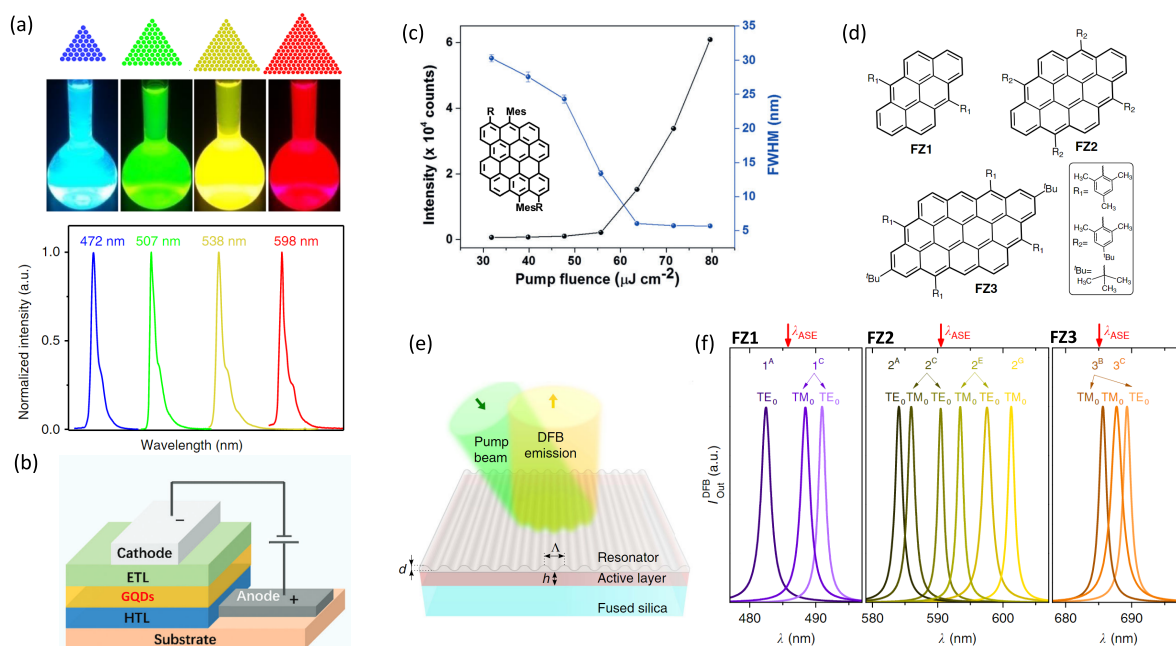 (a)
472 nm 507 nm 538 nm 598 nm
Normalized intensity (a.u.)
1.0
0.5
0.0
Wavelength (nm)
(b)
−
Cathode
ETL
GQDs
HTL
Anode
+
Substrate
(c)
Intensity (x 10⁴ counts)
6
4
2
0
30 40 50 60 70 80
Pump fluence (μJ cm⁻²)
35
30
25
20
15
10
5
FWHM (nm)
R Mes
MesR
(d)
R₁
R₁
FZ1
R₂
R₂
R₂
R₂
FZ2
R₁
ᵗBu
R₁
R₁
ᵗBu
R₁
FZ3
H₃C CH₃
R₁=
CH₃
H₃C CH₃
R₂=
ᵗBu
ᵗBu=
CH₃
H₃C
CH₃
(e)
Pump
beam
DFB
emission
Λ
Resonator
d
h
Active layer
Fused silica
(f)
FZ1 λASE FZ2 λASE FZ3 λASE
1ᴬ 1ᶜ 2ᴬ 2ᶜ 2ᴱ 2ᴳ 3ᴮ 3ᶜ
TE₀ TM₀ TE₀ TE₀ TM₀ TE₀ TM₀ TE₀ TM₀ TM₀ TM₀ TE₀
I DFB Out (a.u.)
480 490 580 590 600 680 690
λ (nm) λ (nm) λ (nm)